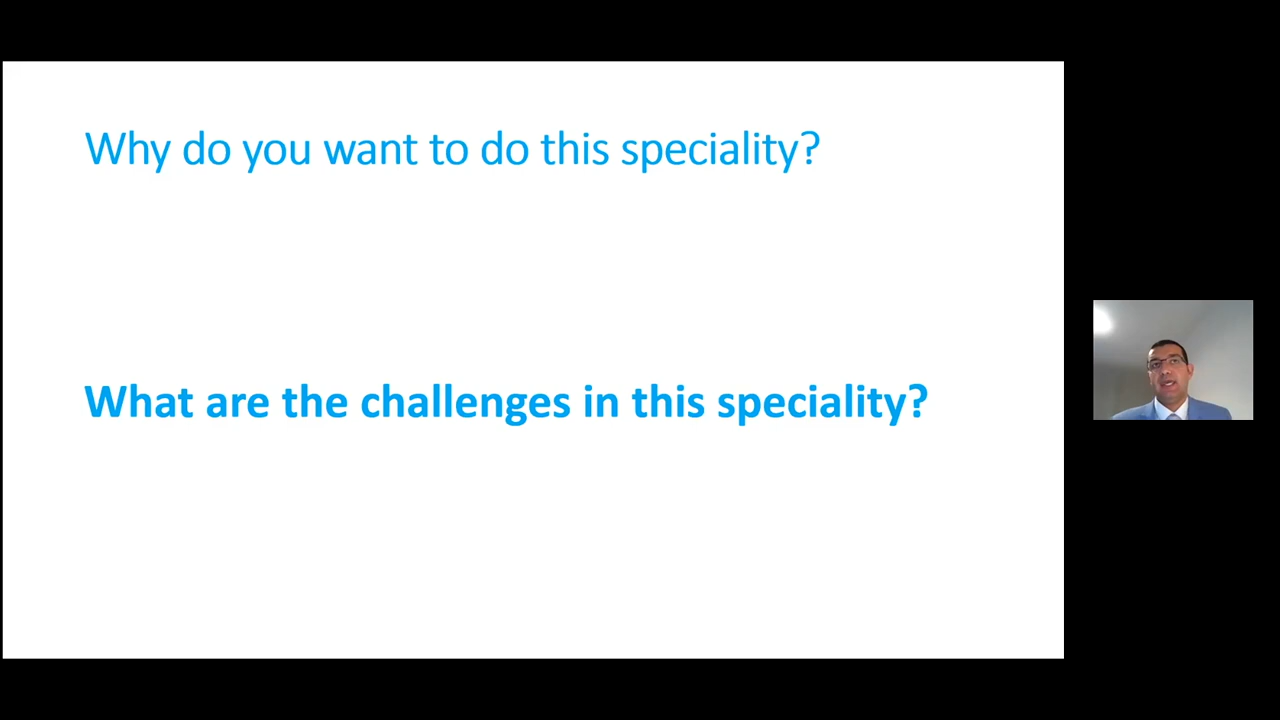 Why do you want to do this speciality?
What are the challenges in this speciality?